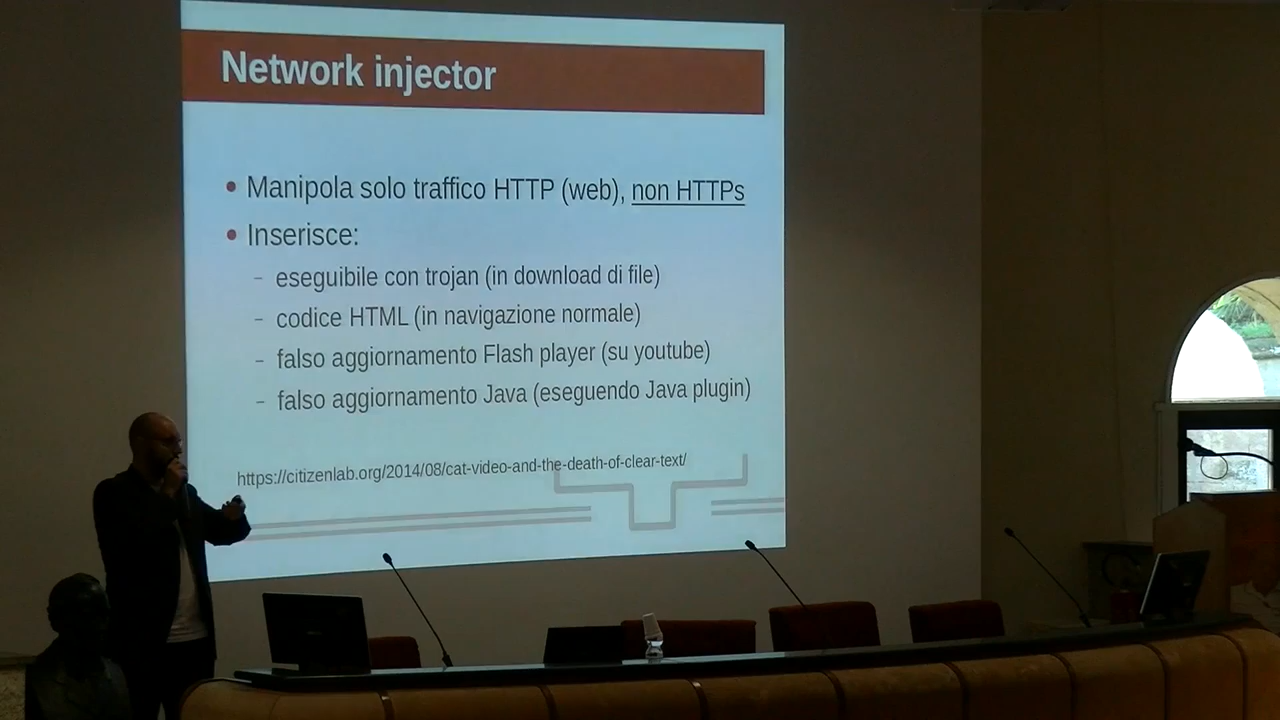 Network injector
Manipola solo traffico HTTP (web), non HTTPs
Inserisce:
eseguibile con trojan (in download di file)
codice HTML (in navigazione normale)
falso aggiornamento Flash player (su youtube)
falso aggiornamento Java (eseguendo Java plugin)
https://citizenlab.org/2014/08/cat-video-and-the-death-of-clear-text/